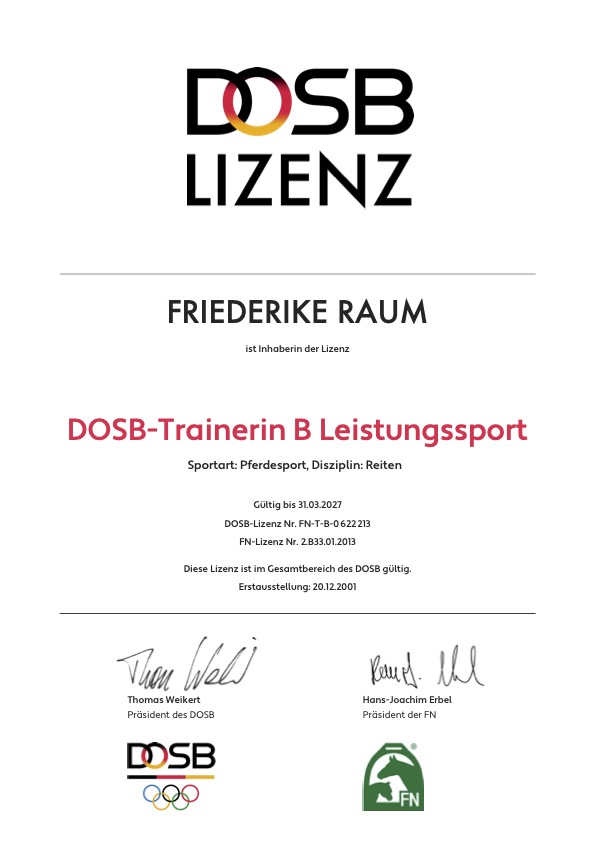 DOSB
LIZENZ
FRIEDERIKE RAUM
ist Inhaberin der Lizenz
DOSB-Trainerin B Leistungssport
Sportart: Pferdesport, Disziplin: Reiten
Gültig bis 31.03.2027
DOSB-Lizenz Nr. FN-T-B-0 622 213
FN-Lizenz Nr. 2.B33.01.2013
Diese Lizenz ist im Gesamtbereich des DOSB gültig.
Erstausstellung: 20.12.2001
Thomas Weikert
Präsident des DOSB
Hans-Joachim Erbel
Präsident der FN
DOSB
FN
®